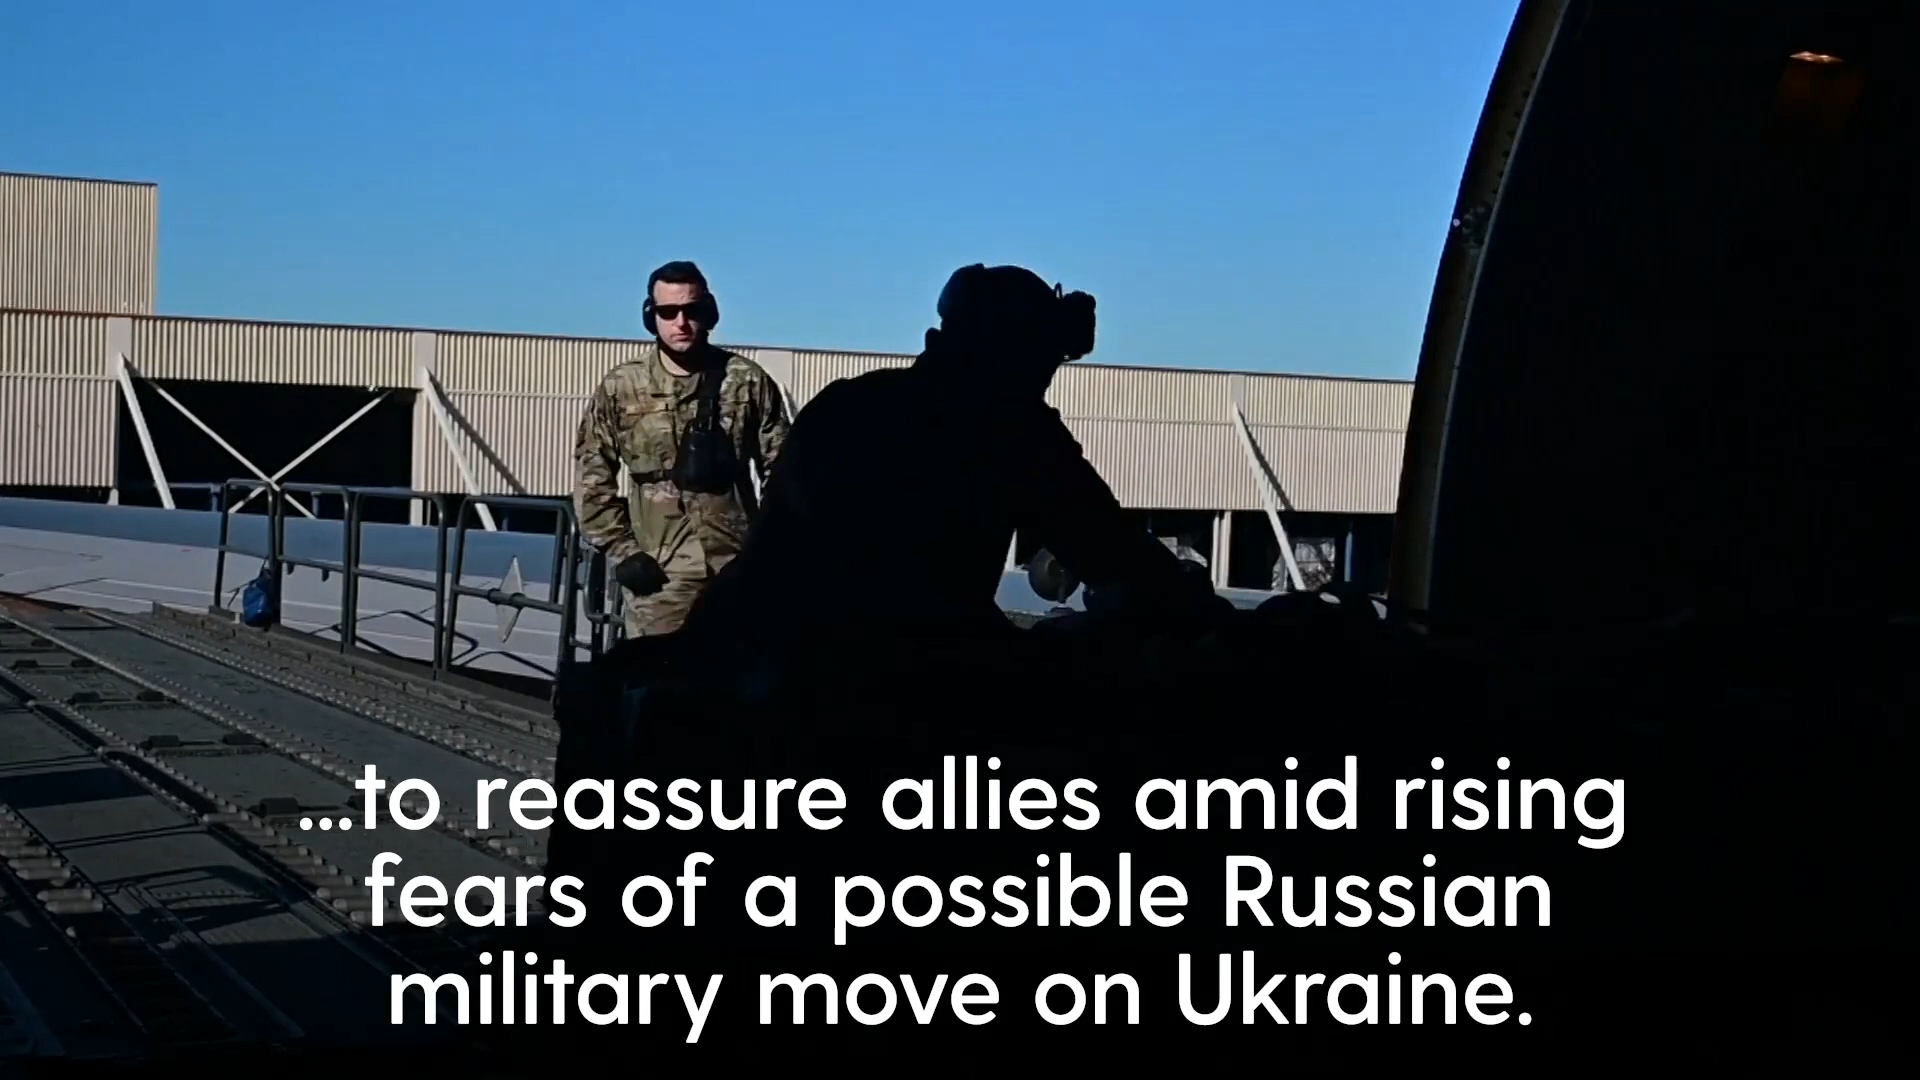 ...to reassure allies amid rising
fears of a possible Russian
military move on Ukraine.